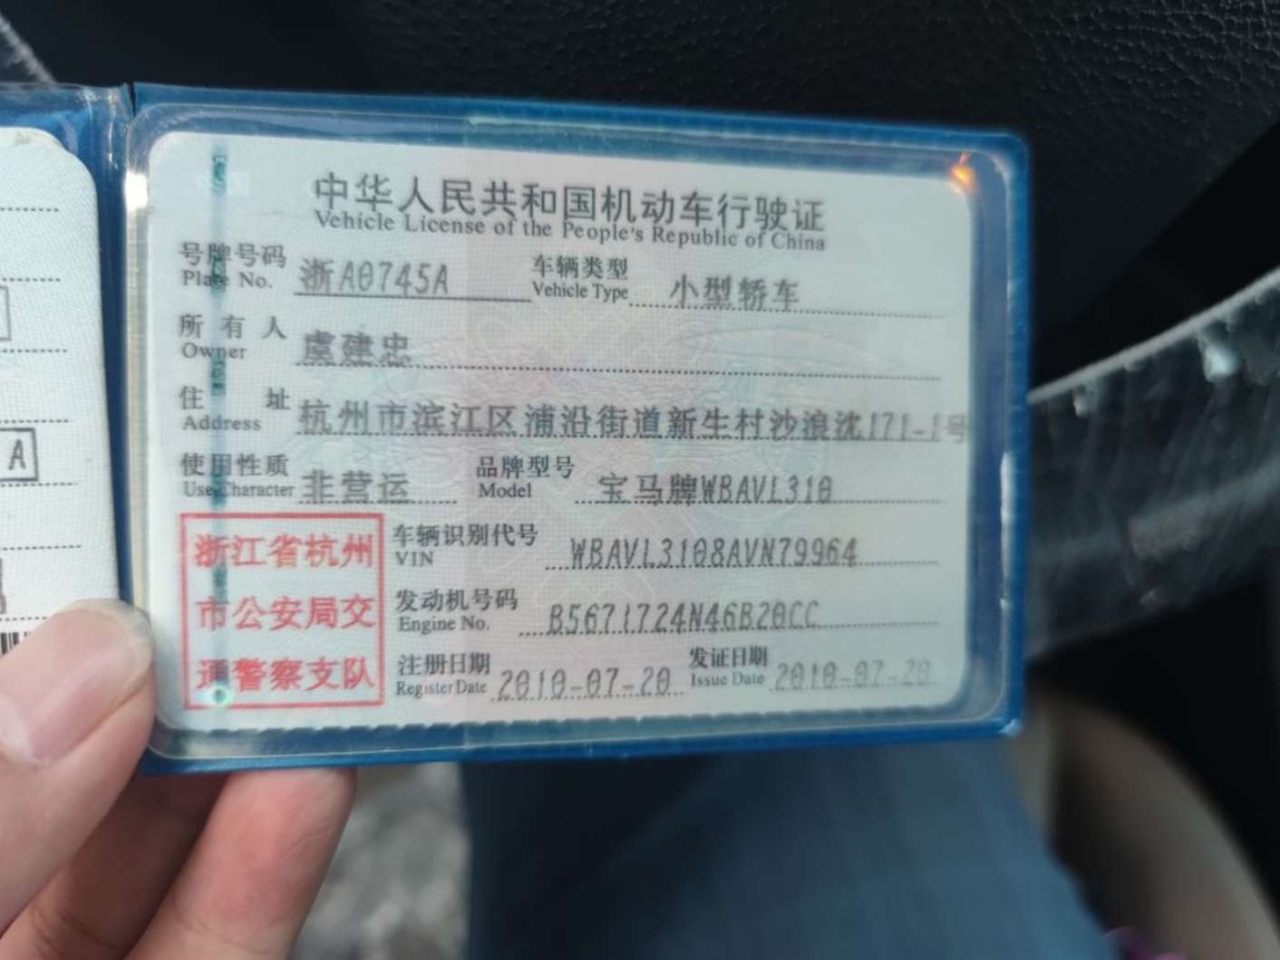 中华人民共和国机动车行驶证
Vehicle License of the People's Republic of China
号牌号码 浙A0745A 车辆类型 小型轿车
Plate No. Vehicle Type
所有人 虞建忠
Owner
住址 杭州市滨江区浦沿街道新生村沙浪沈171-1号
Address
使用性质 非营运 品牌型号 宝马牌WBAVL310
Use Character Model
浙江省杭州
市公安局交
通警察支队
车辆识别代号 WBAVL3108AVN79964
VIN
发动机号码 B5671724N46B20CC
Engine No.
注册日期 2010-07-20 发证日期 2010-07-20
Register Date Issue Date
A